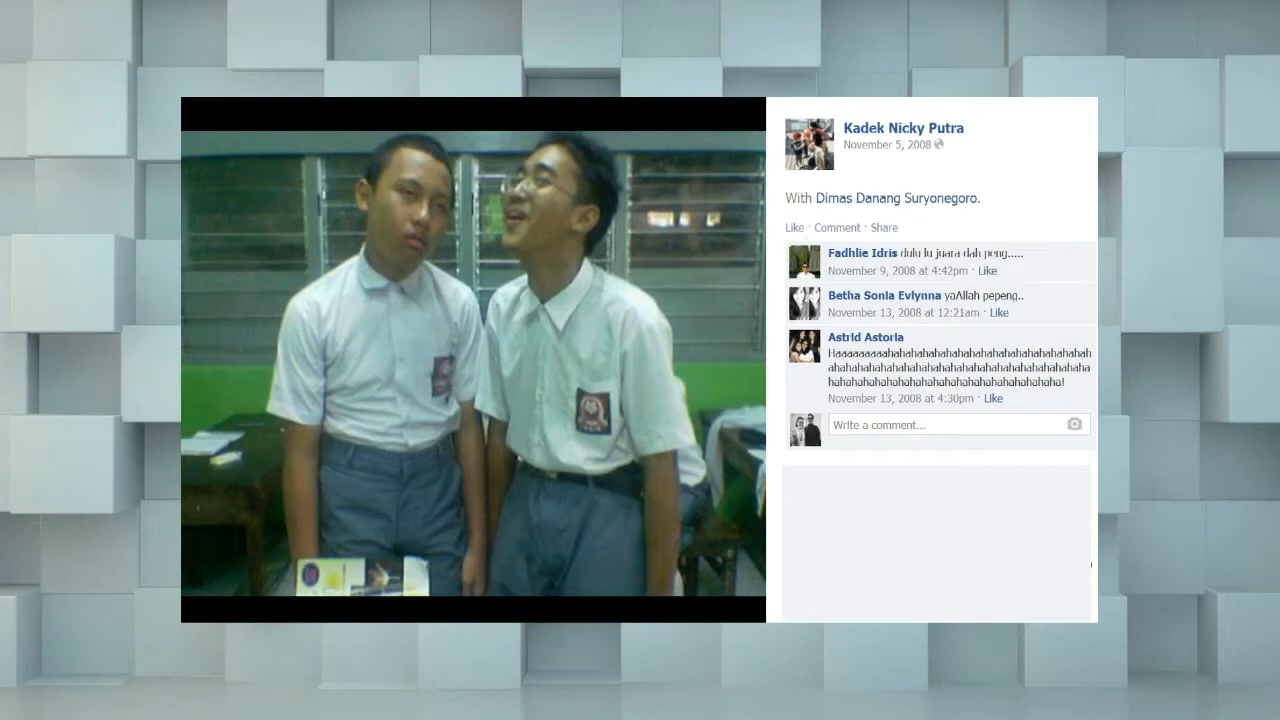 Kadek Nicky Putra
November 5, 2008
With Dimas Danang Suryonegoro.
Like · Comment · Share
Fadhlie Idris dulu lu juara dah peng.....
November 9, 2008 at 4:42pm · Like
Betha Sonia Evlynna yaAllah pepeng..
November 13, 2008 at 12:21am · Like
Astrid Astoria
Haaaaaaaaahahahahahahahahahahahahahahahahahahah
ahahahahahahahahahahahahahahahahahahahahahahaha
hahahahahahahahahahahahahahahahahahahaha!
November 13, 2008 at 4:30pm · Like
Write a comment...